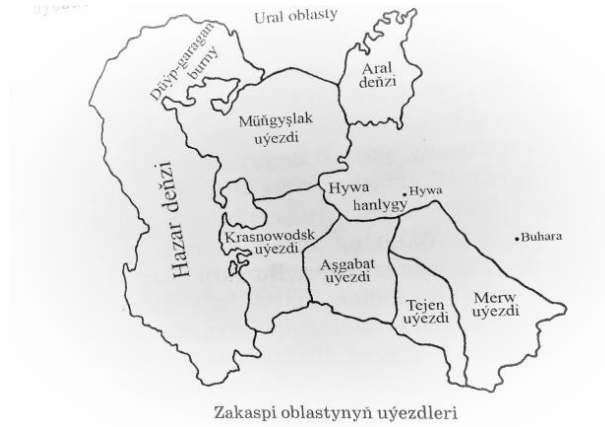 Ural oblasty
Düýp-garagan
burny
Aral
deňzi
Müňgyşlak
uýezdi
Hazar deňzi
Hywa
hanlygy
Hywa
Krasnowodsk
uýezdi
Buhara
Aşgabat
uýezdi
Tejen
uýezdi
Merw
uýezdi
Zakaspi oblastynyň uýezdleri